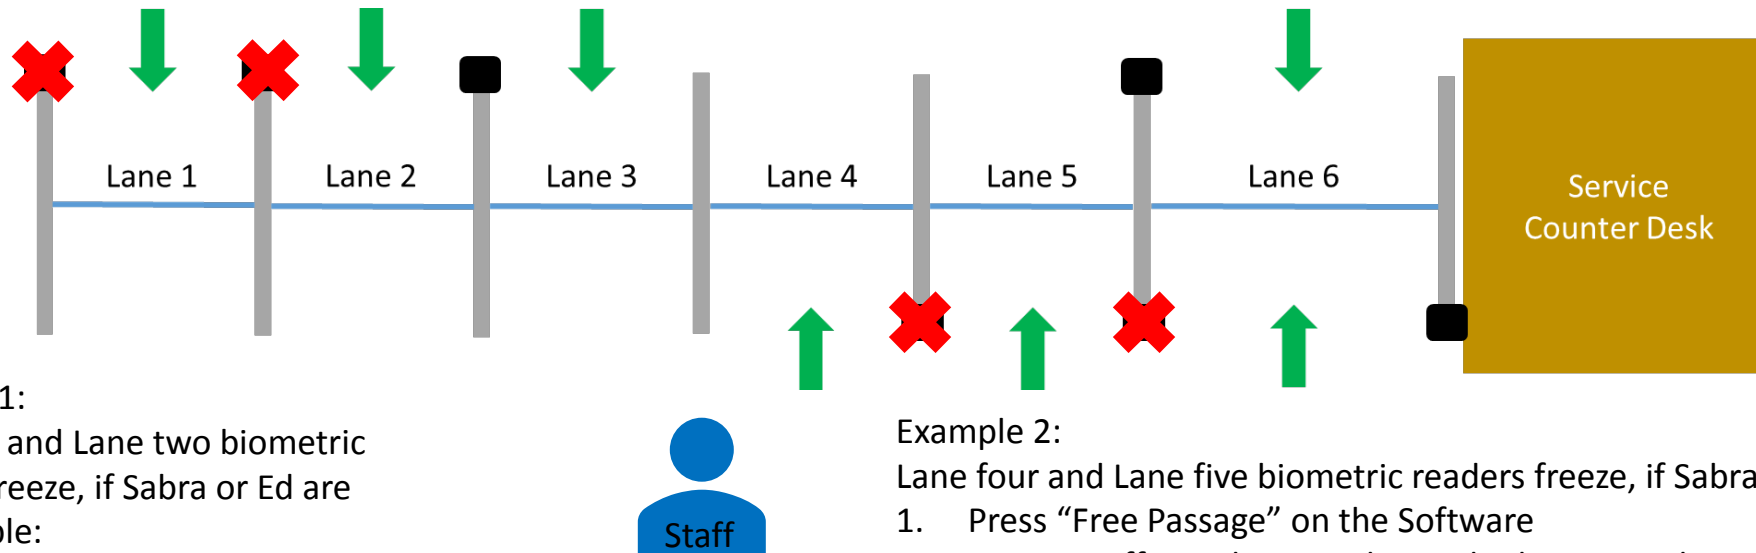 Lane 1
Lane 2
Lane 3
Lane 4
Lane 5
Lane 6
Service
Counter Desk
1:
and Lane two biometric
reeze, if Sabra or Ed are
ble:
Staff
Example 2:
Lane four and Lane five biometric readers freeze, if Sabra
1. Press “Free Passage” on the Software